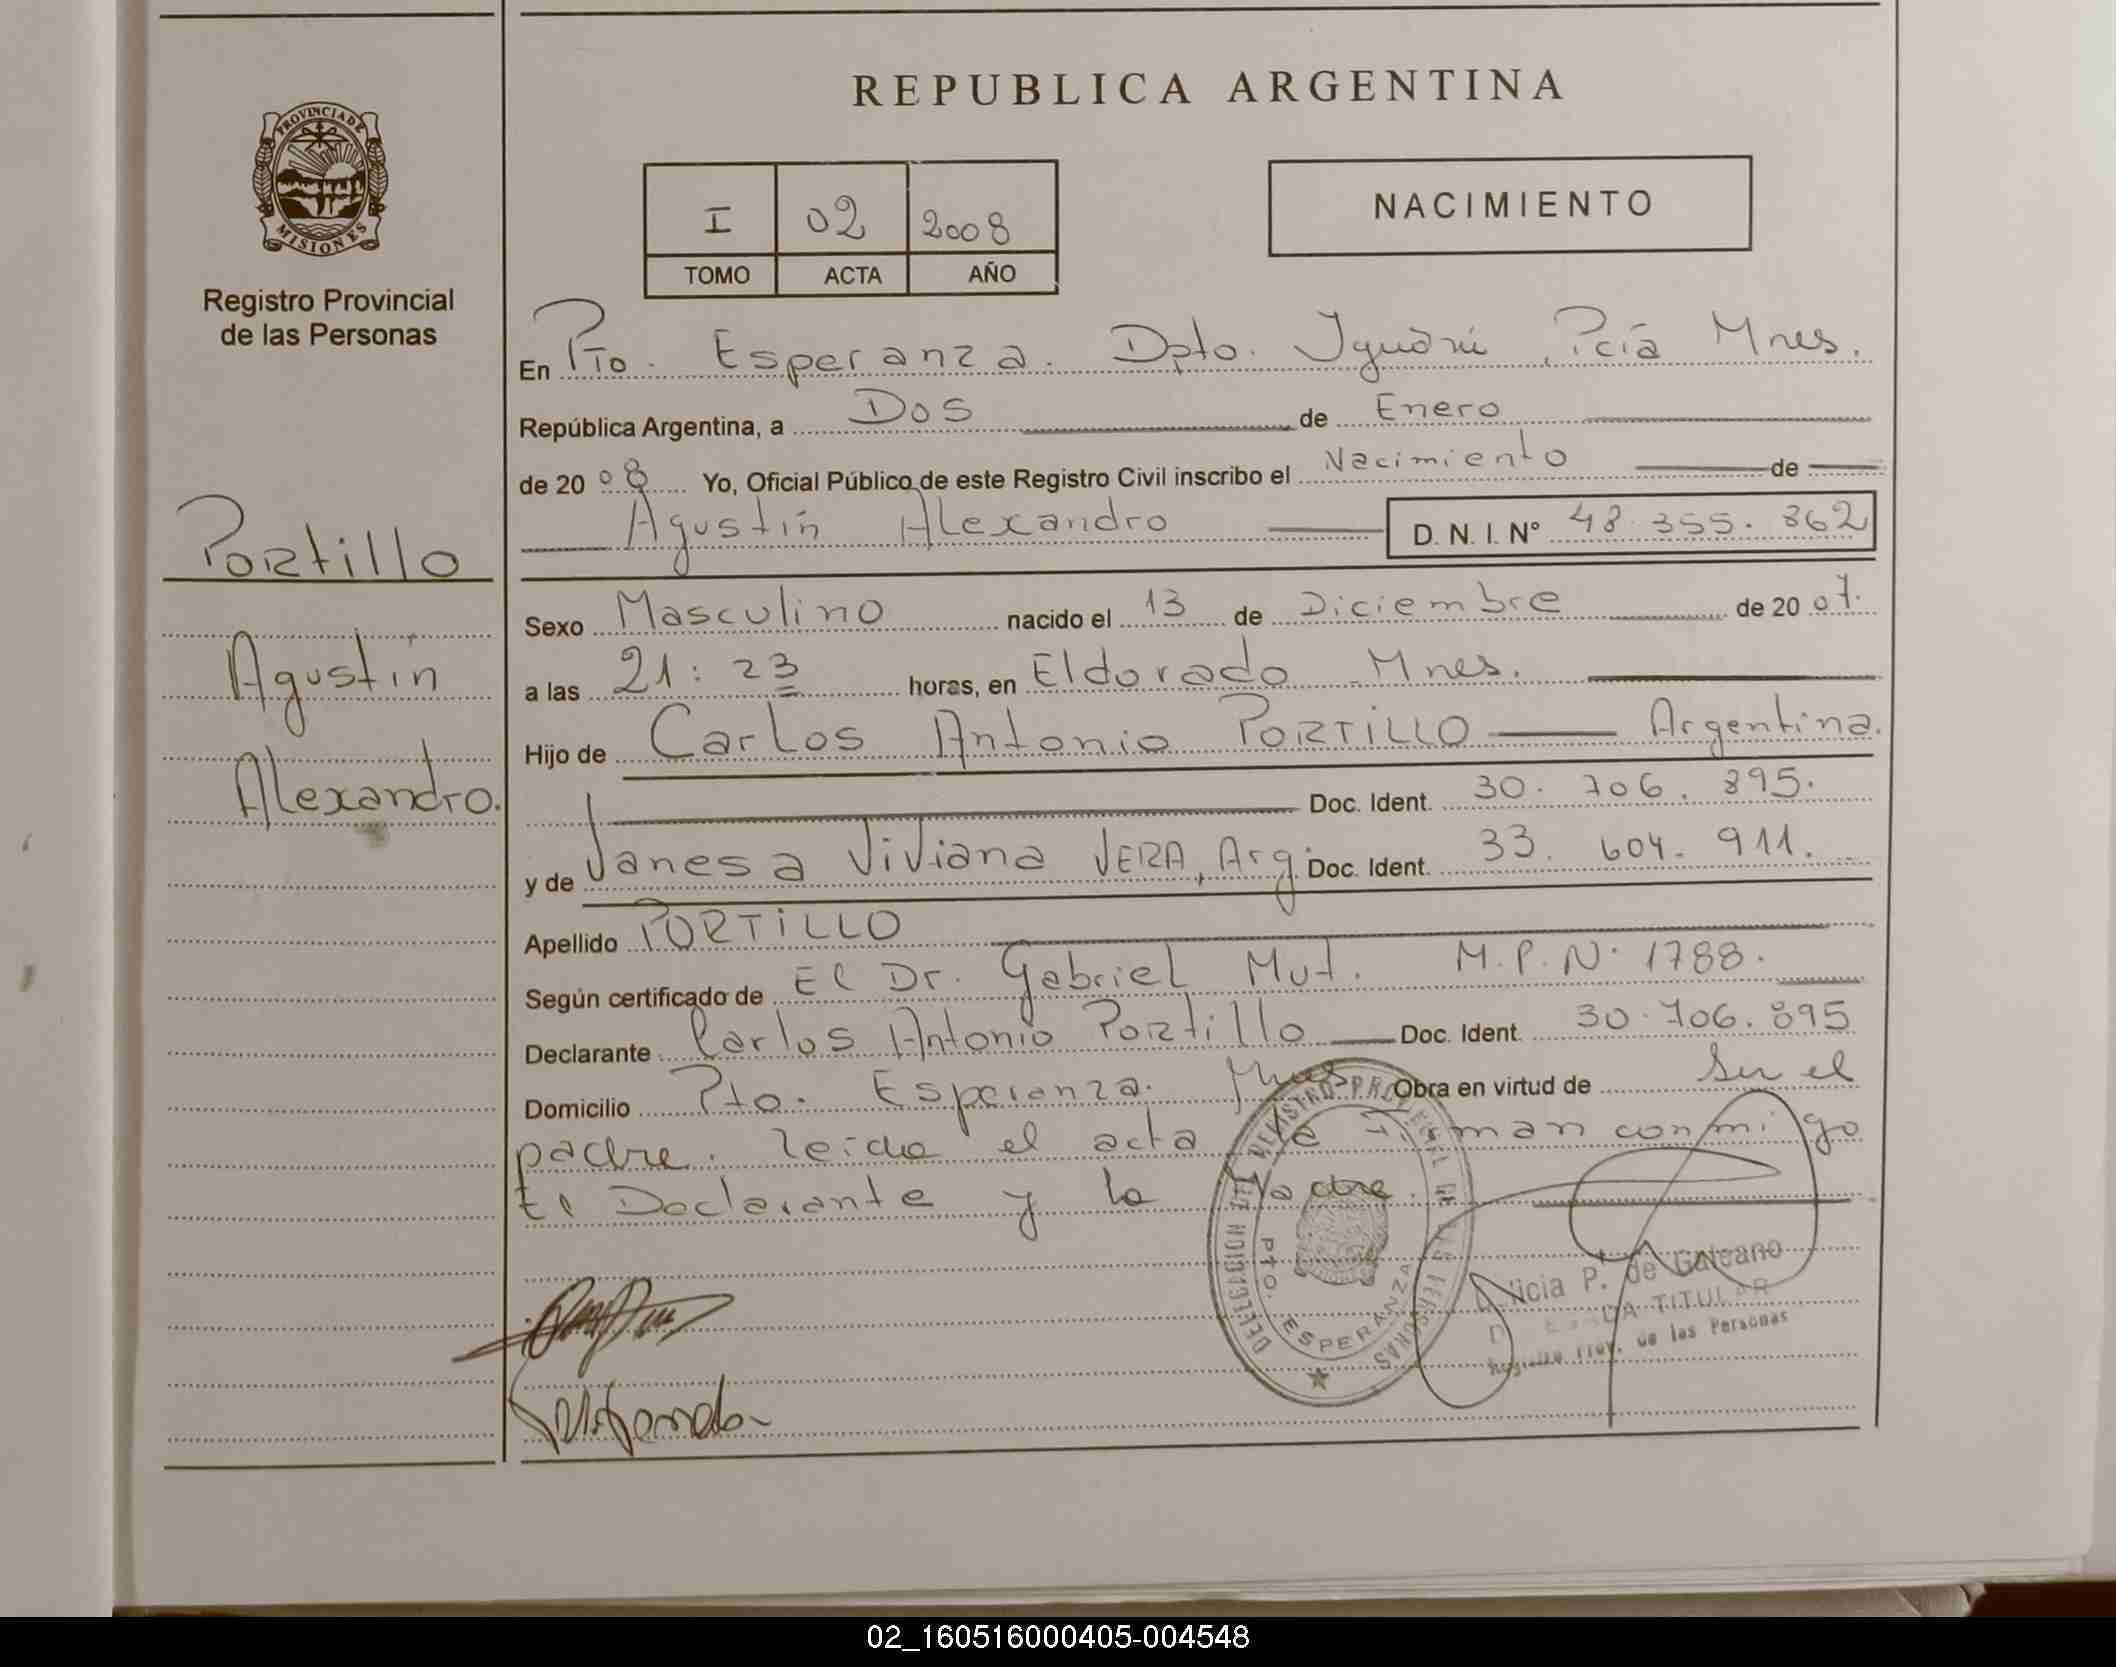 REPUBLICA ARGENTINA
PROVINCIA DE
MISIONES
Registro Provincial
de las Personas
I 02 2008
TOMO ACTA AÑO
NACIMIENTO
En Pto. Esperanza. Dpto. Iguazú, Pcia Mnes.
República Argentina, a Dos de Enero
de 2008 Yo, Oficial Público de este Registro Civil inscribo el Nacimiento de
Agustín Alexandro D. N. I. N° 48.355.862
Portillo
Agustín
Alexandro.
Sexo Masculino nacido el 13 de Diciembre de 2007.
a las 21:23 horas, en Eldorado Mnes.
Hijo de Carlos Antonio PORTILLO Argentina.
Doc. Ident. 30.706.895.
y de Vanesa Viviana VERA, Arg. Doc. Ident. 33.604.911.
Apellido PORTILLO
Según certificado de El Dr. Gabriel Mut. M.P.N° 1788.
Declarante Carlos Antonio Portillo Doc. Ident. 30.706.895
Domicilio Pto. Esperanza. Mnes Obra en virtud de Ser el
padre. leida el acta la Firman conmigo
El Declarante y la Madre.
DELEGACION DEL REGISTRO PROVINCIAL DE LAS PERSONAS
PTO. ESPERANZA
licia P. de Galeano
DA TITULAR
Registro Prov. de las Personas
02_160516000405-004548